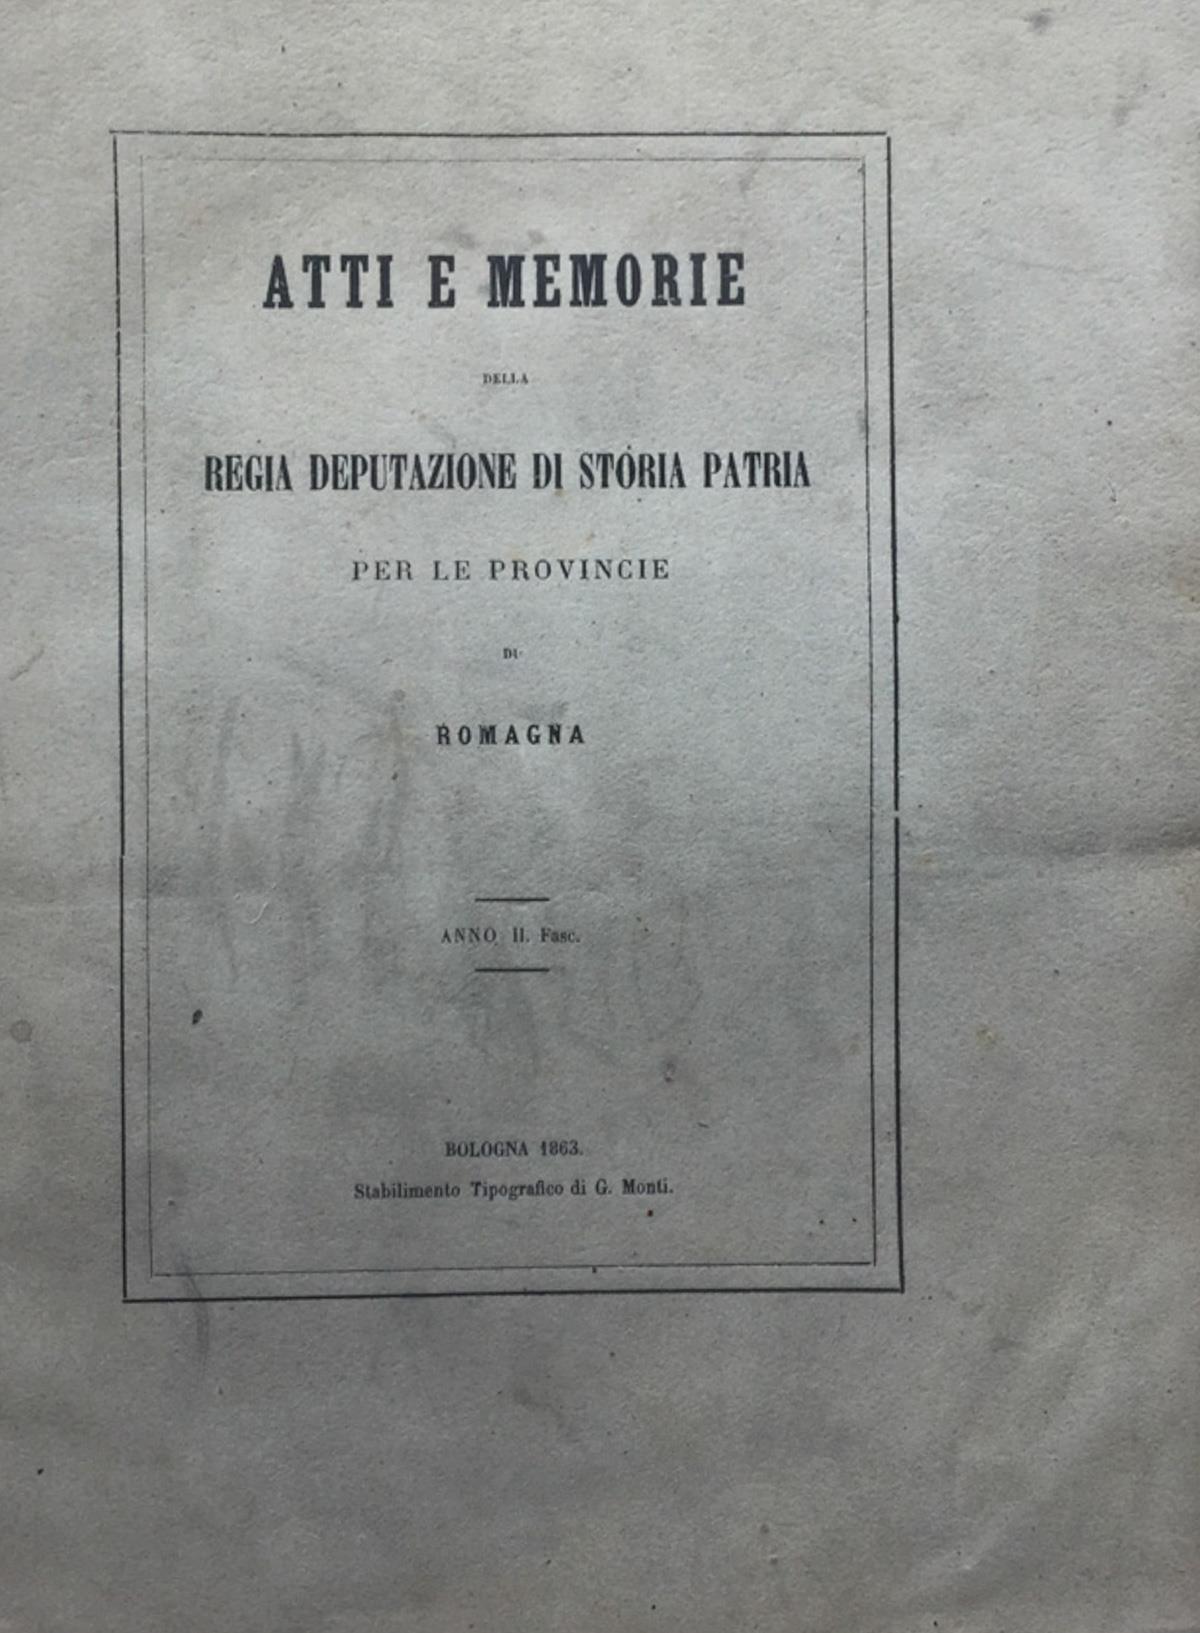 ATTI E MEMORIE
DELLA
REGIA DEPUTAZIONE DI STORIA PATRIA
PER LE PROVINCIE
DI
ROMAGNA
ANNO II. Fasc.
BOLOGNA 1863.
Stabilimento Tipografico di G. Monti.